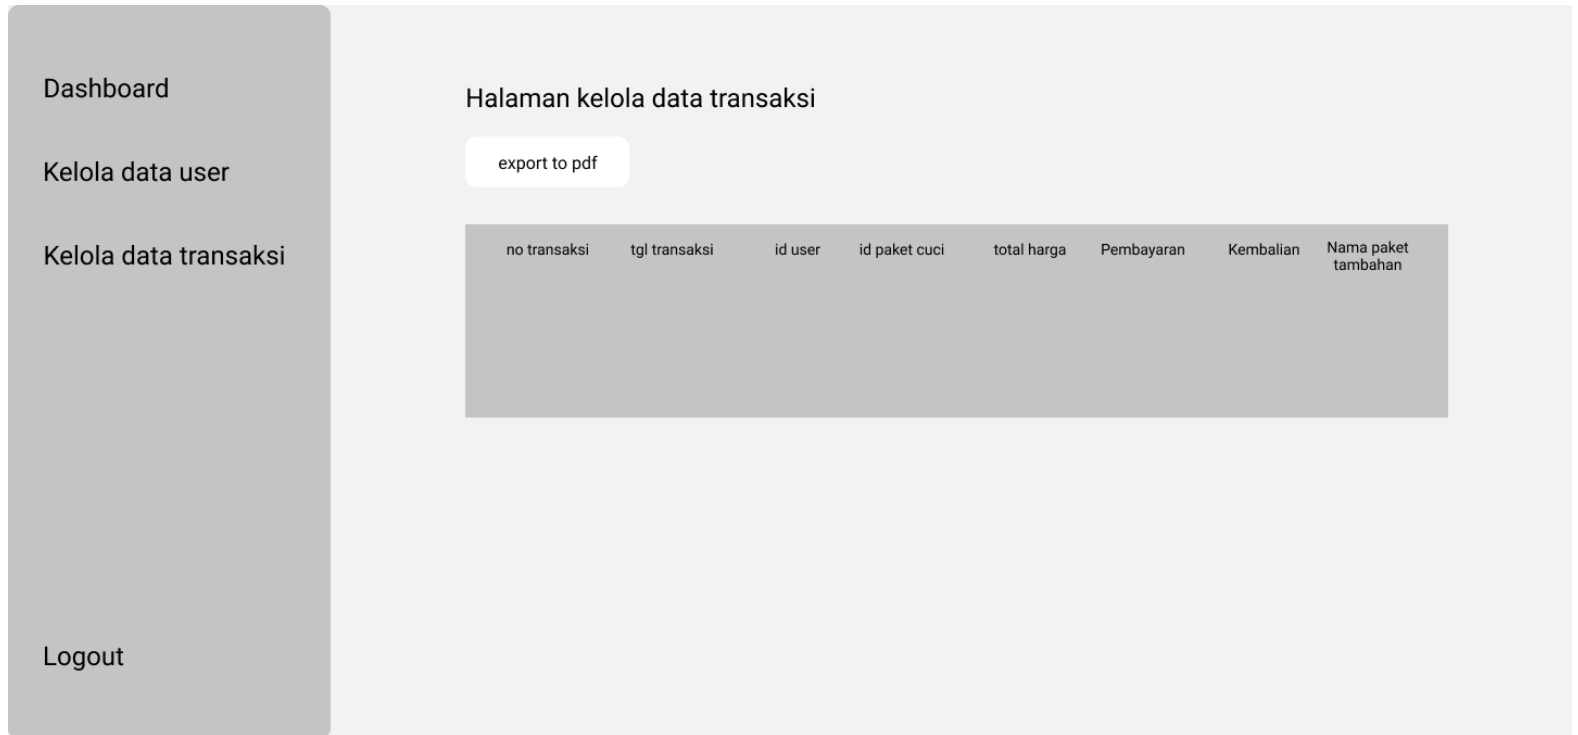 Dashboard
Kelola data user
Kelola data transaksi
Logout
Halaman kelola data transaksi
export to pdf
no transaksi tgl transaksi id user id paket cuci total harga Pembayaran Kembalian Nama paket
tambahan